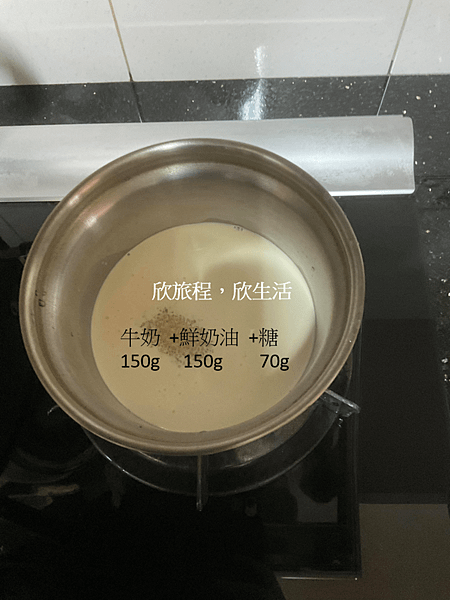 欣旅程，欣生活
牛奶 +鮮奶油 +糖
150g 150g 70g